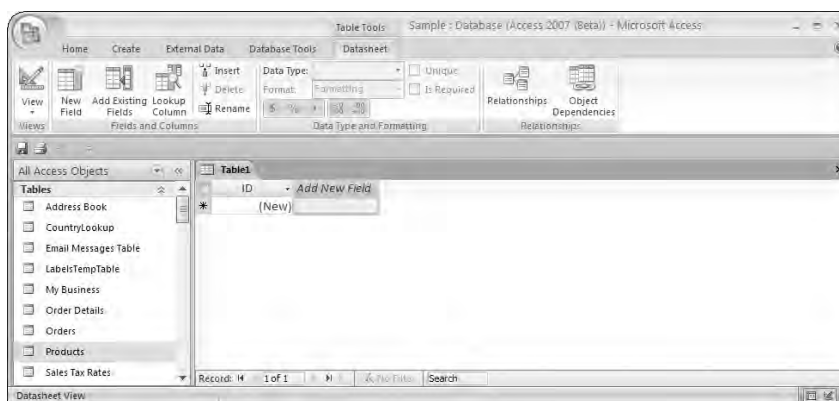 Table Tools Sample : Database (Access 2007 (Beta)) - Microsoft Access
Home Create External Data Database Tools Datasheet
View
New Field
Add Existing Fields
Lookup Column
Insert
Delete
Rename
Data Type:
Format: Formatting
$ % ,
Unique
Is Required
Relationships
Object Dependencies
Views Fields and Columns Data Type and Formatting Relationships
All Access Objects
Table1
Tables
ID Add New Field
(New)
Address Book
CountryLookup
Email Messages Table
LabelsTempTable
My Business
Order Details
Orders
Products
Sales Tax Rates
Record: 1 of 1 No Filter Search
Datasheet View